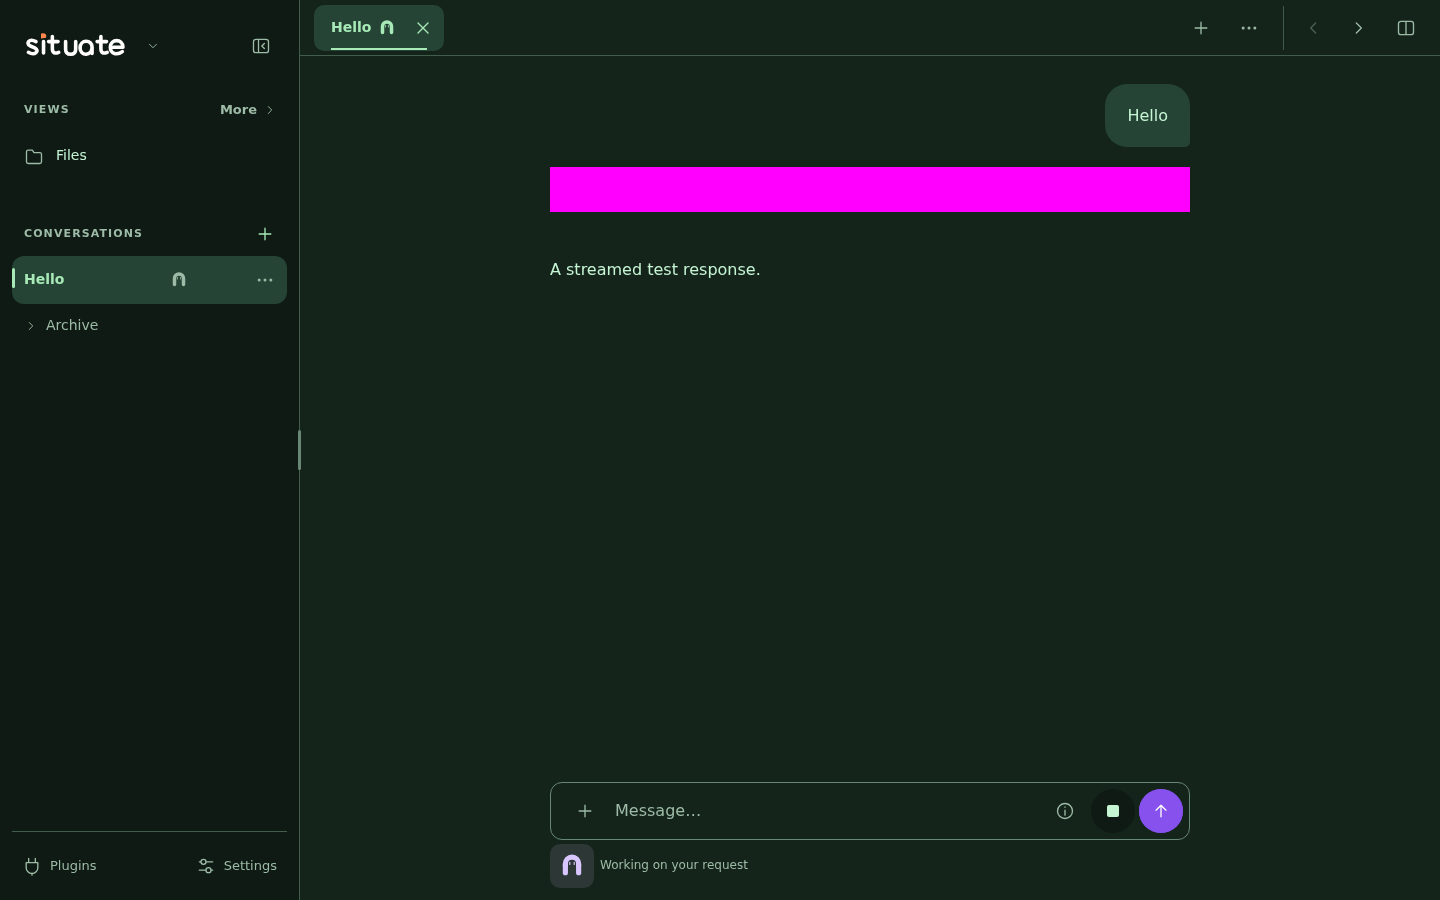 situate
Hello
VIEWS
More
Hello
Files
CONVERSATIONS
Hello
A streamed test response.
Archive
Message...
Plugins
Settings
Working on your request